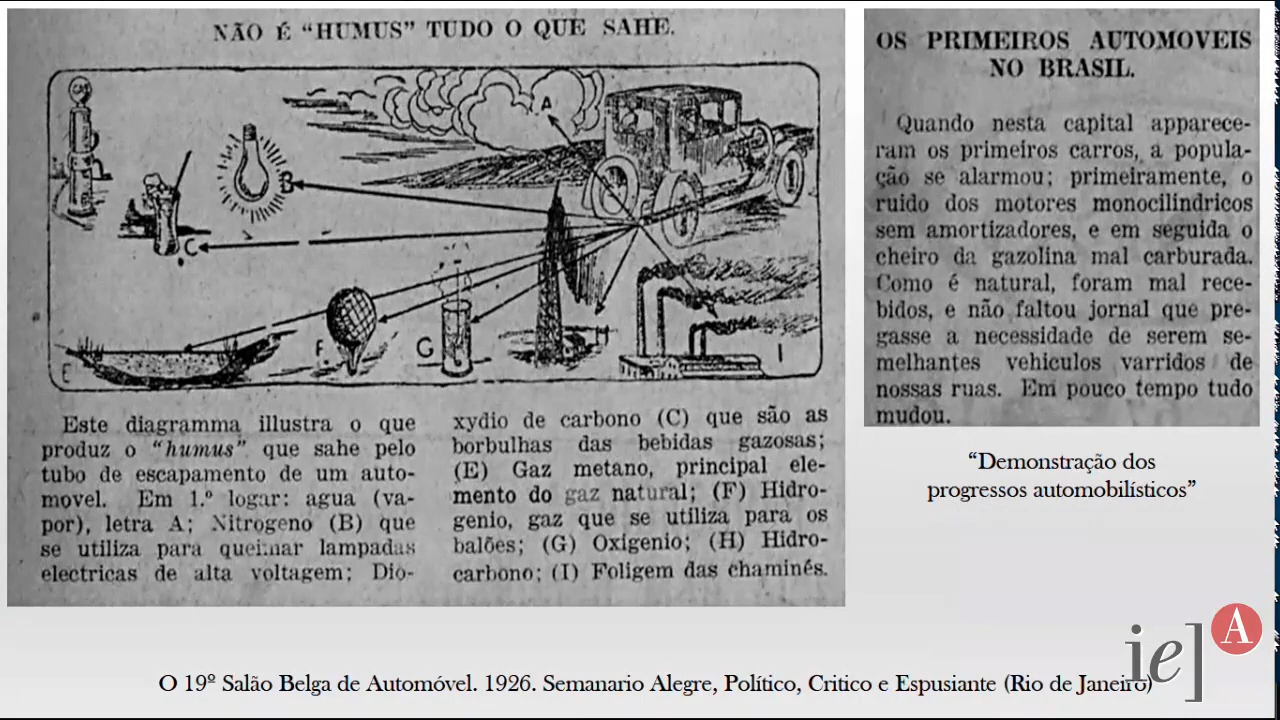 NÃO É “HUMUS” TUDO O QUE SAHE.
GAZ
A
B
C
E
F.
G
H
I
Este diagramma illustra o que
produz o “humus” que sahe pelo
tubo de escapamento de um auto-
movel. Em 1.º logar: agua (va-
por), letra A; Nitrogeno (B) que
se utiliza para queimar lampadas
electricas de alta voltagem; Dio-
xydio de carbono (C) que são as
borbulhas das bebidas gazosas;
(E) Gaz metano, principal ele-
mento do gaz natural; (F) Hidro-
genio, gaz que se utiliza para os
balões; (G) Oxigenio; (H) Hidro-
carbono; (I) Foligem das chaminés.
OS PRIMEIROS AUTOMOVEIS
NO BRASIL.
Quando nesta capital apparece-
ram os primeiros carros, a popula-
ção se alarmou; primeiramente, o
ruido dos motores monocilindricos
sem amortizadores, e em seguida o
cheiro da gazolina mal carburada.
Como é natural, foram mal rece-
bidos, e não faltou jornal que pre-
gasse a necessidade de serem se-
melhantes vehiculos varridos de
nossas ruas. Em pouco tempo tudo
mudou.
“Demonstração dos
progressos automobilísticos”
O 19º Salão Belga de Automóvel. 1926. Semanario Alegre, Político, Critico e Espusiante (Rio de Janeiro)
ie] A